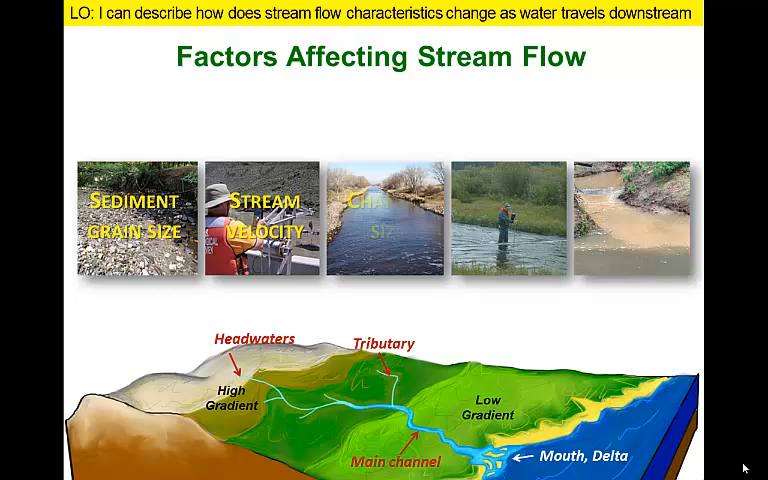 LO: I can describe how does stream flow characteristics change as water travels downstream
Factors Affecting Stream Flow
SEDIMENT
GRAIN SIZE
STREAM
VELOCITY
Headwaters
Tributary
High
Gradient
Low
Gradient
Main channel
Mouth, Delta